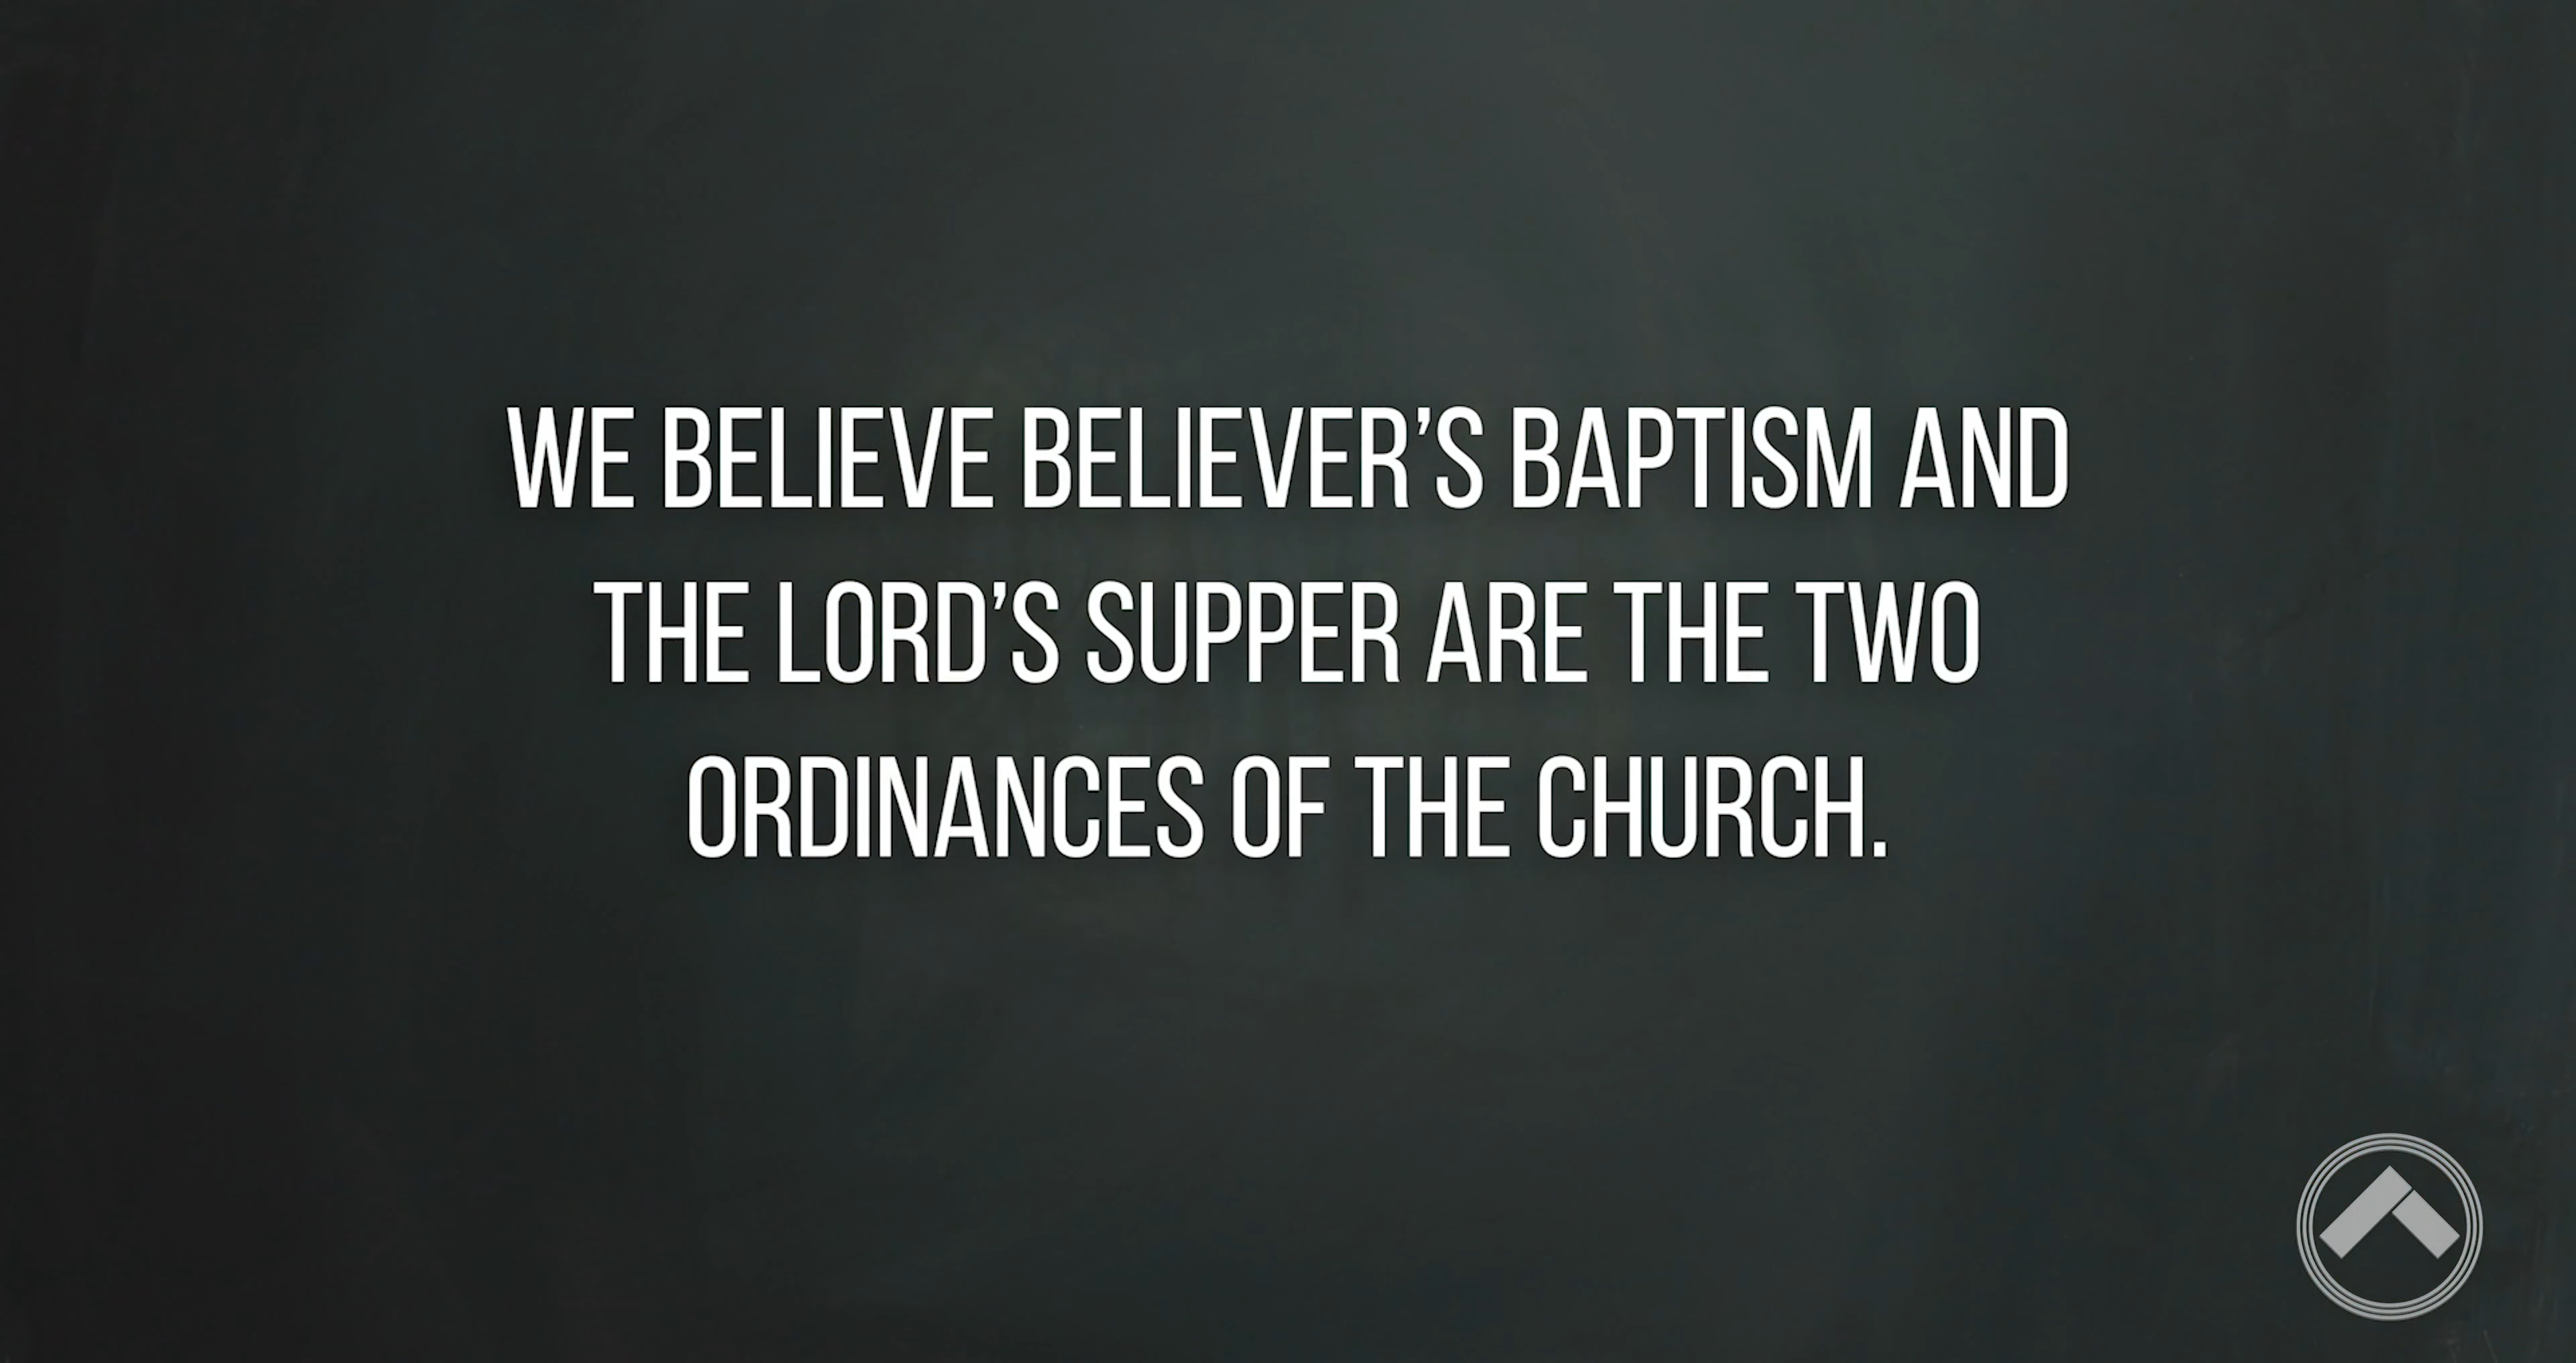 WE BELIEVE BELIEVER’S BAPTISM AND
THE LORD’S SUPPER ARE THE TWO
ORDINANCES OF THE CHURCH.